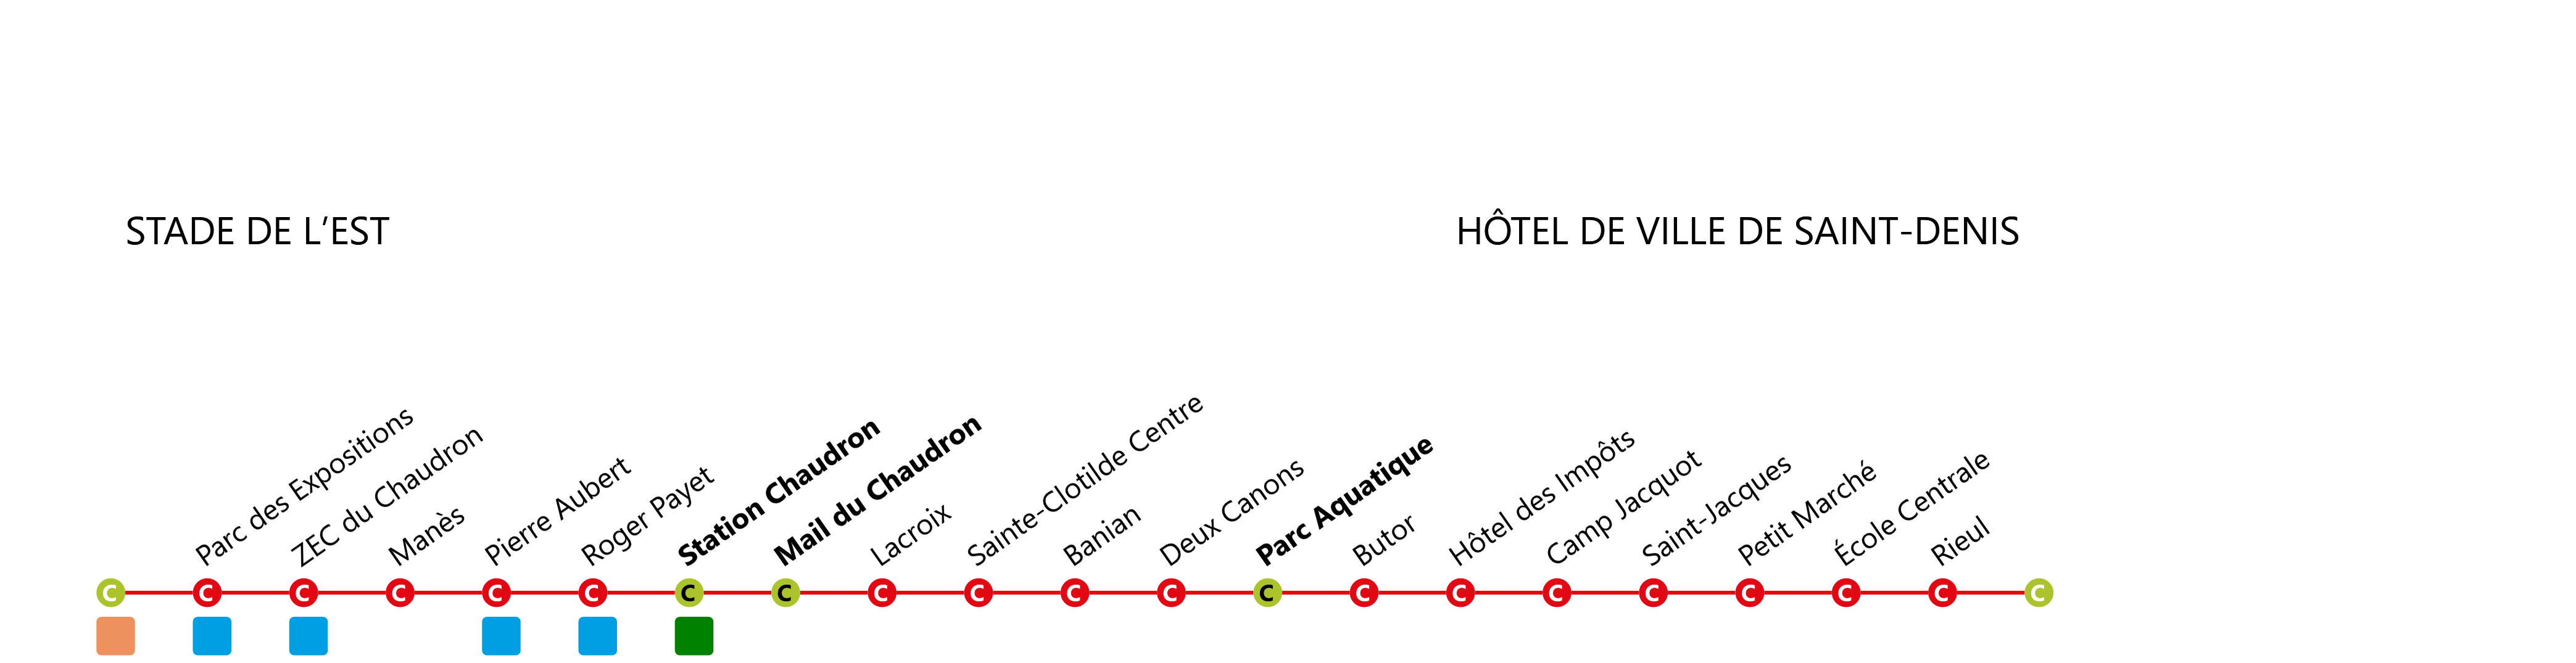 STADE DE L’EST
HÔTEL DE VILLE DE SAINT-DENIS
Parc des Expositions
ZEC du Chaudron
Manès
Pierre Aubert
Roger Payet
Station Chaudron
Mail du Chaudron
Lacroix
Sainte-Clotilde Centre
Banian
Deux Canons
Parc Aquatique
Butor
Hôtel des Impôts
Camp Jacquot
Saint-Jacques
Petit Marché
École Centrale
Rieul
C C C C C C C C C C C C C C C C C C C C C